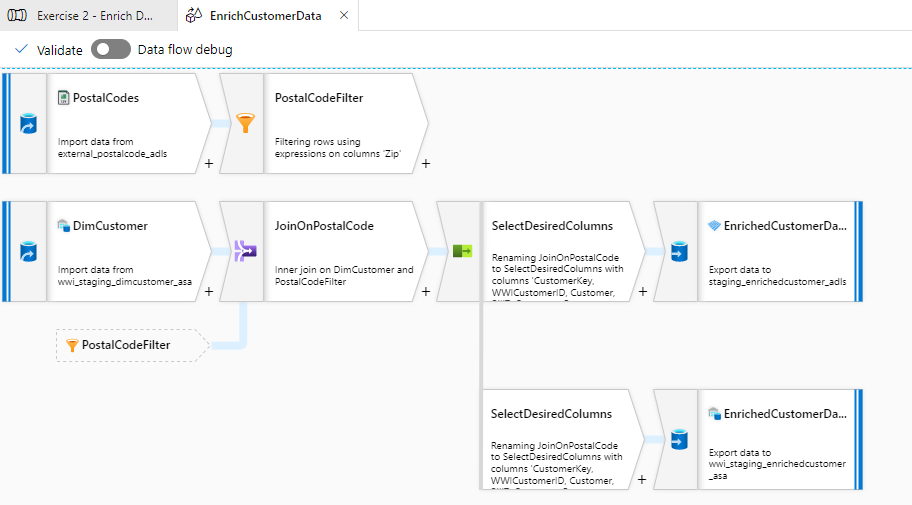 Exercise 2 - Enrich D...
EnrichCustomerData
Validate
Data flow debug
PostalCodes
Import data from
external_postalcode_adls
+
PostalCodeFilter
Filtering rows using
expressions on columns 'Zip'
+
DimCustomer
Import data from
wwi_staging_dimcustomer_asa
+
JoinOnPostalCode
Inner join on DimCustomer and
PostalCodeFilter
+
SelectDesiredColumns
Renaming JoinOnPostalCode
to SelectDesiredColumns with
columns 'CustomerKey,
WWICustomerID, Customer,
+
EnrichedCustomerDa...
Export data to
staging_enrichedcustomer_adls
PostalCodeFilter
SelectDesiredColumns
Renaming JoinOnPostalCode
to SelectDesiredColumns with
columns 'CustomerKey,
WWICustomerID, Customer,
+
EnrichedCustomerDa...
Export data to
wwi_staging_enrichedcustomer
_asa